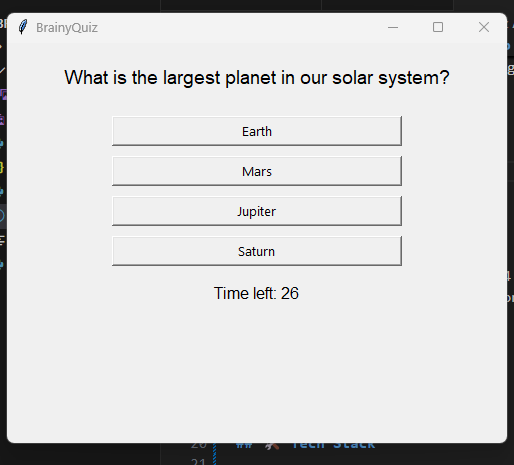 BrainyQuiz
What is the largest planet in our solar system?
Earth
Mars
Jupiter
Saturn
Time left: 26
## 🛠️ Tech Stack
21